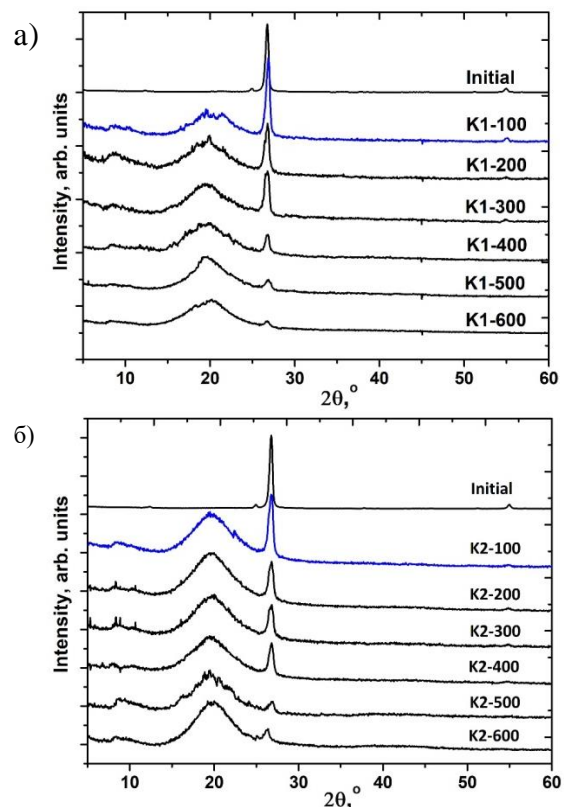 а)
Intensity, arb. units
Initial
K1-100
K1-200
K1-300
K1-400
K1-500
K1-600
10 20 30 40 50 60
2θ,°
б)
Intensity, arb. units
Initial
K2-100
K2-200
K2-300
K2-400
K2-500
K2-600
10 20 30 40 50 60
2θ,°